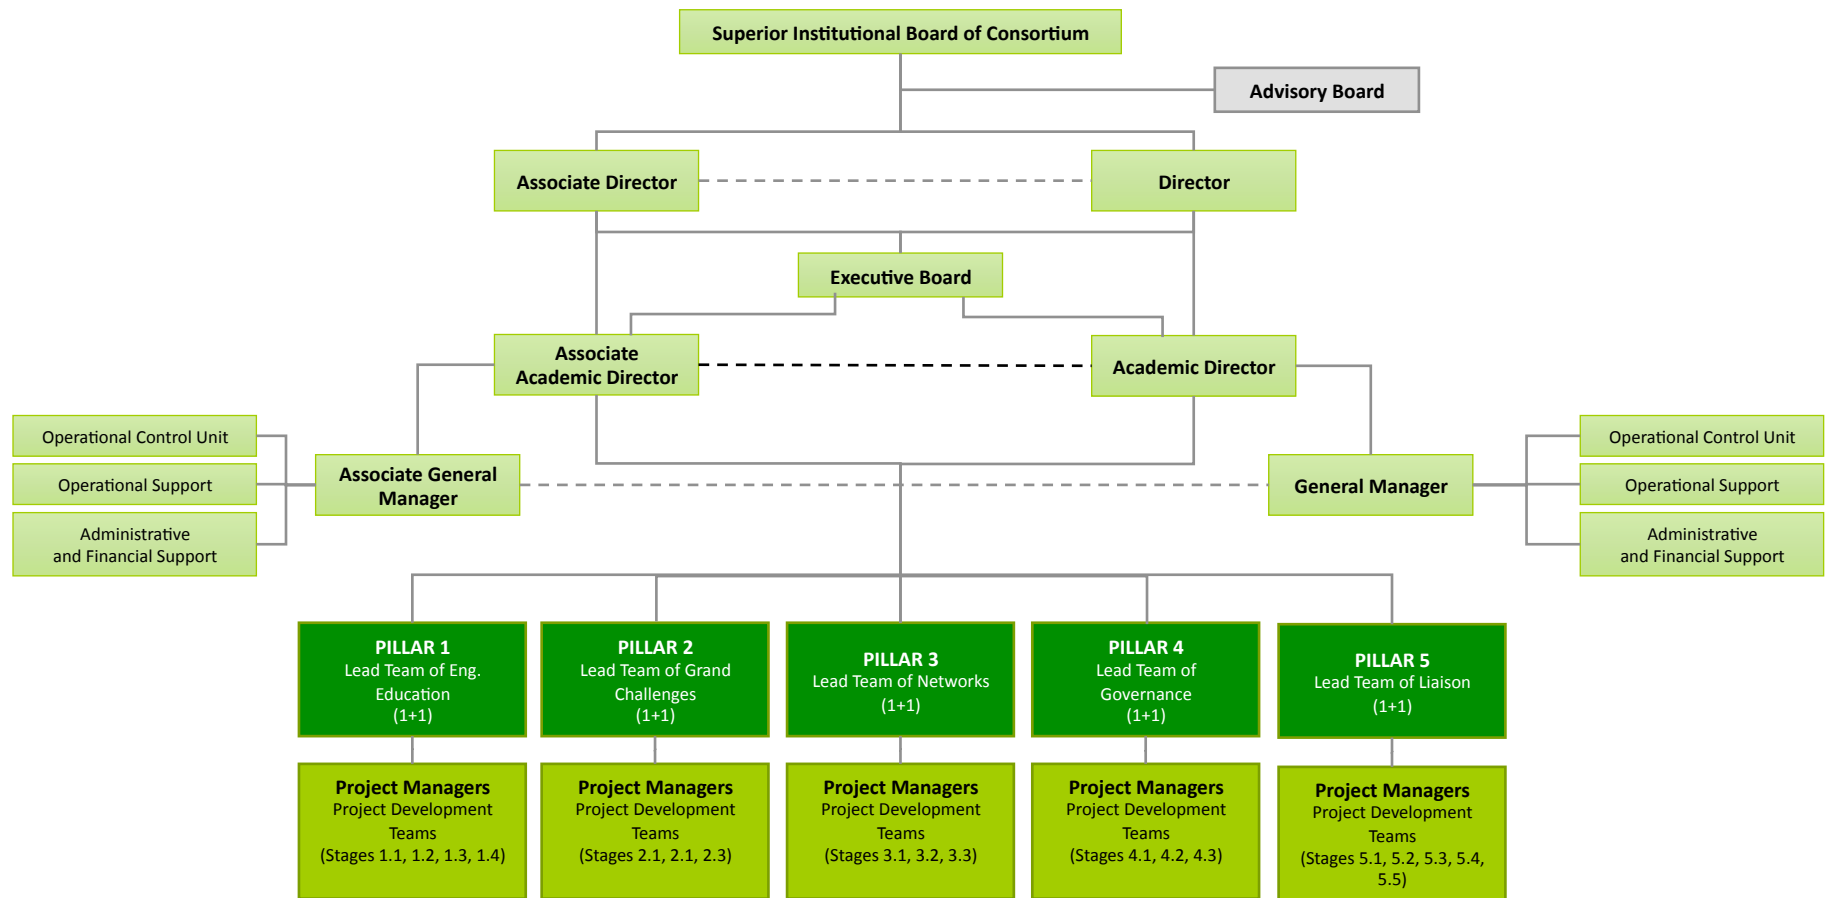 Superior Institutional Board of Consortium
Advisory Board
Associate Director
Director
Executive Board
Associate
Academic Director
Academic Director
Operational Control Unit
Operational Support
Administrative
and Financial Support
Associate General
Manager
General Manager
Operational Control Unit
Operational Support
Administrative
and Financial Support
PILLAR 1
Lead Team of Eng.
Education
(1+1)
PILLAR 2
Lead Team of Grand
Challenges
(1+1)
PILLAR 3
Lead Team of Networks
(1+1)
PILLAR 4
Lead Team of
Governance
(1+1)
PILLAR 5
Lead Team of Liaison
(1+1)
Project Managers
Project Development
Teams
(Stages 1.1, 1.2, 1.3, 1.4)
Project Managers
Project Development
Teams
(Stages 2.1, 2.1, 2.3)
Project Managers
Project Development
Teams
(Stages 3.1, 3.2, 3.3)
Project Managers
Project Development
Teams
(Stages 4.1, 4.2, 4.3)
Project Managers
Project Development
Teams
(Stages 5.1, 5.2, 5.3, 5.4,
5.5)